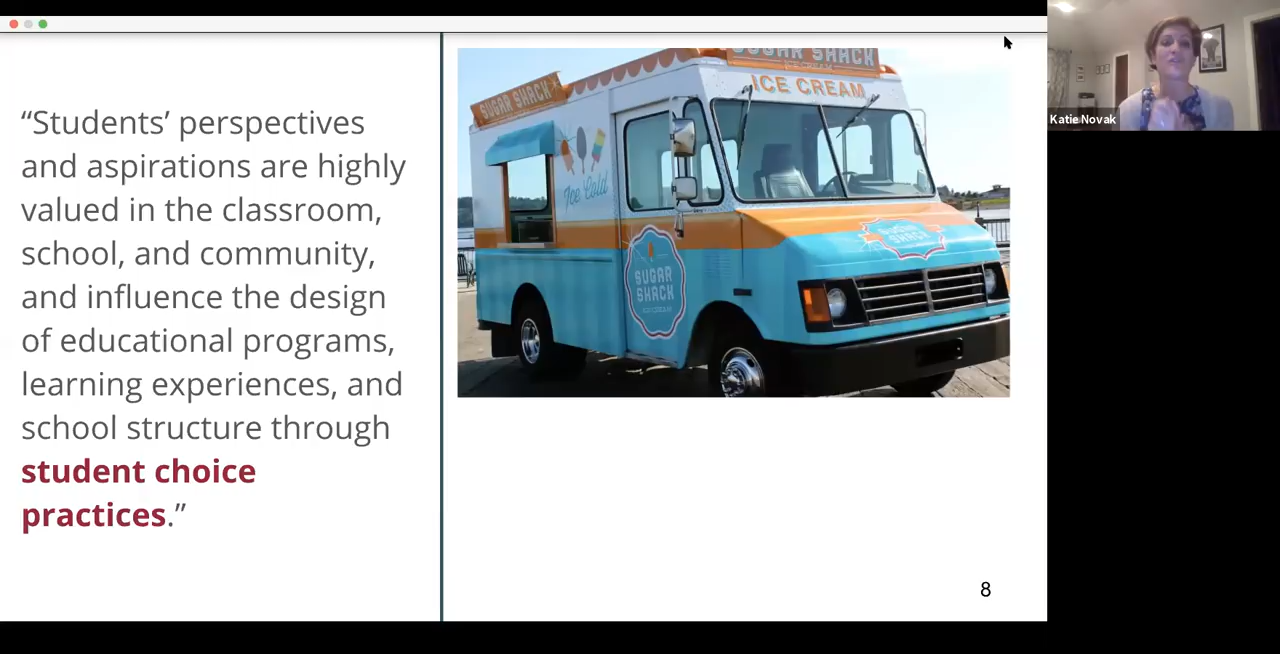 “Students’ perspectives
and aspirations are highly
valued in the classroom,
school, and community,
and influence the design
of educational programs,
learning experiences, and
school structure through
student choice
practices.”
SUGAR SHACK
SUGAR SHACK
ICE CREAM
ICE CREAM
Ice Cold
SUGAR
SHACK
SUGAR
SHACK
8
Katie Novak